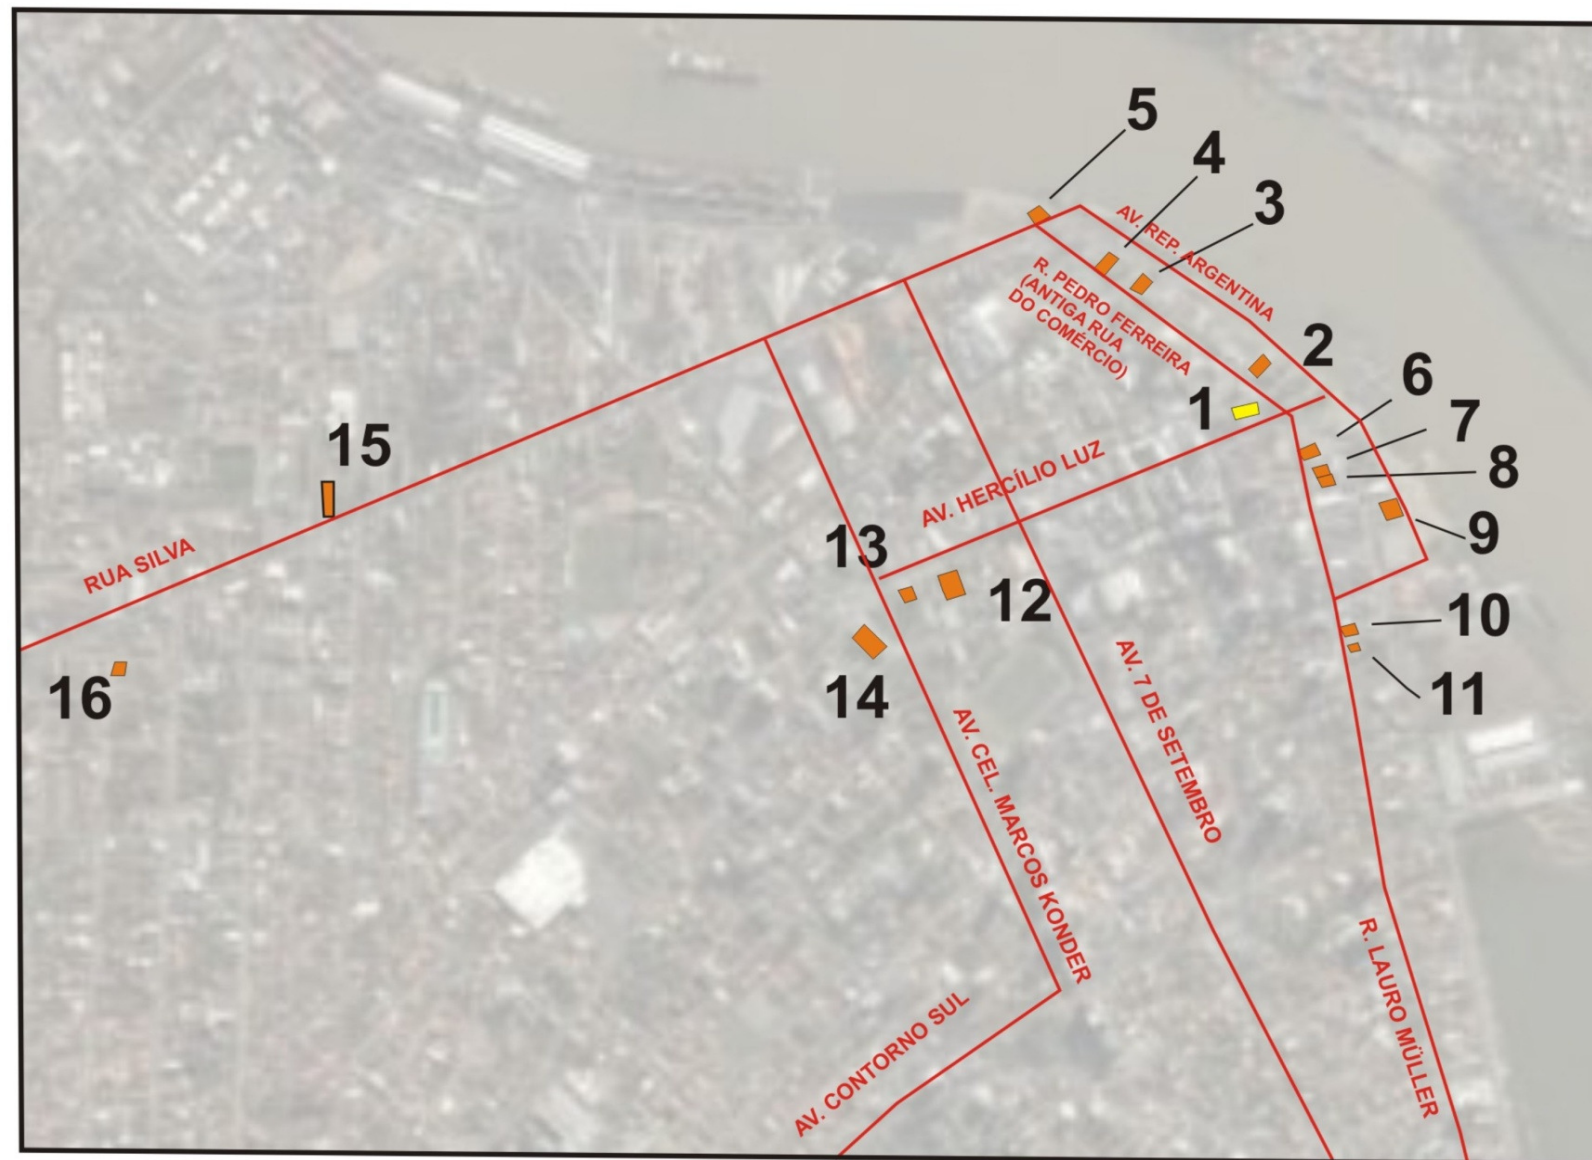 5
4
3
AV. REP. ARGENTINA
R. PEDRO FERREIRA
(ANTIGA RUA
DO COMÉRCIO)
2
6
1
7
8
15
AV. HERCÍLIO LUZ
9
13
RUA SILVA
12
10
16
14
11
AV. 7 DE SETEMBRO
AV. CEL. MARCOS KONDER
R. LAURO MÜLLER
AV. CONTORNO SUL